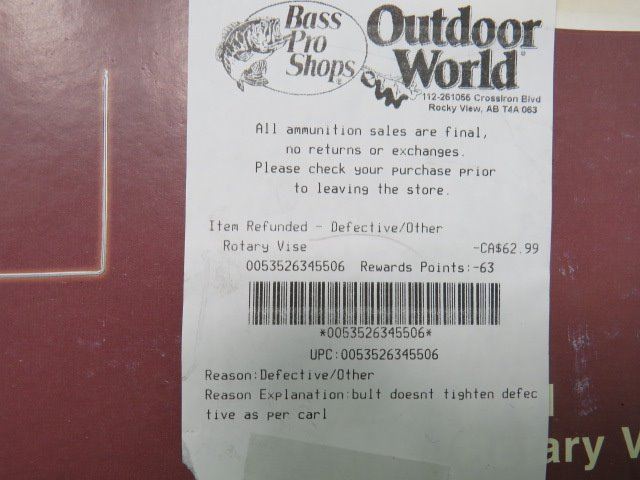 Bass
Pro
Shops
Outdoor
World
112-261055 CrossIron Blvd
Rocky View, AB T4A 063
All ammunition sales are final,
no returns or exchanges.
Please check your purchase prior
to leaving the store.
Item Refunded - Defective/Other
Rotary Vise -CA$62.99
0053526345506 Rewards Points:-63
*0053526345506*
UPC:0053526345506
Reason:Defective/Other
Reason Explanation:bult doesnt tighten defec
tive as per carl
ary V